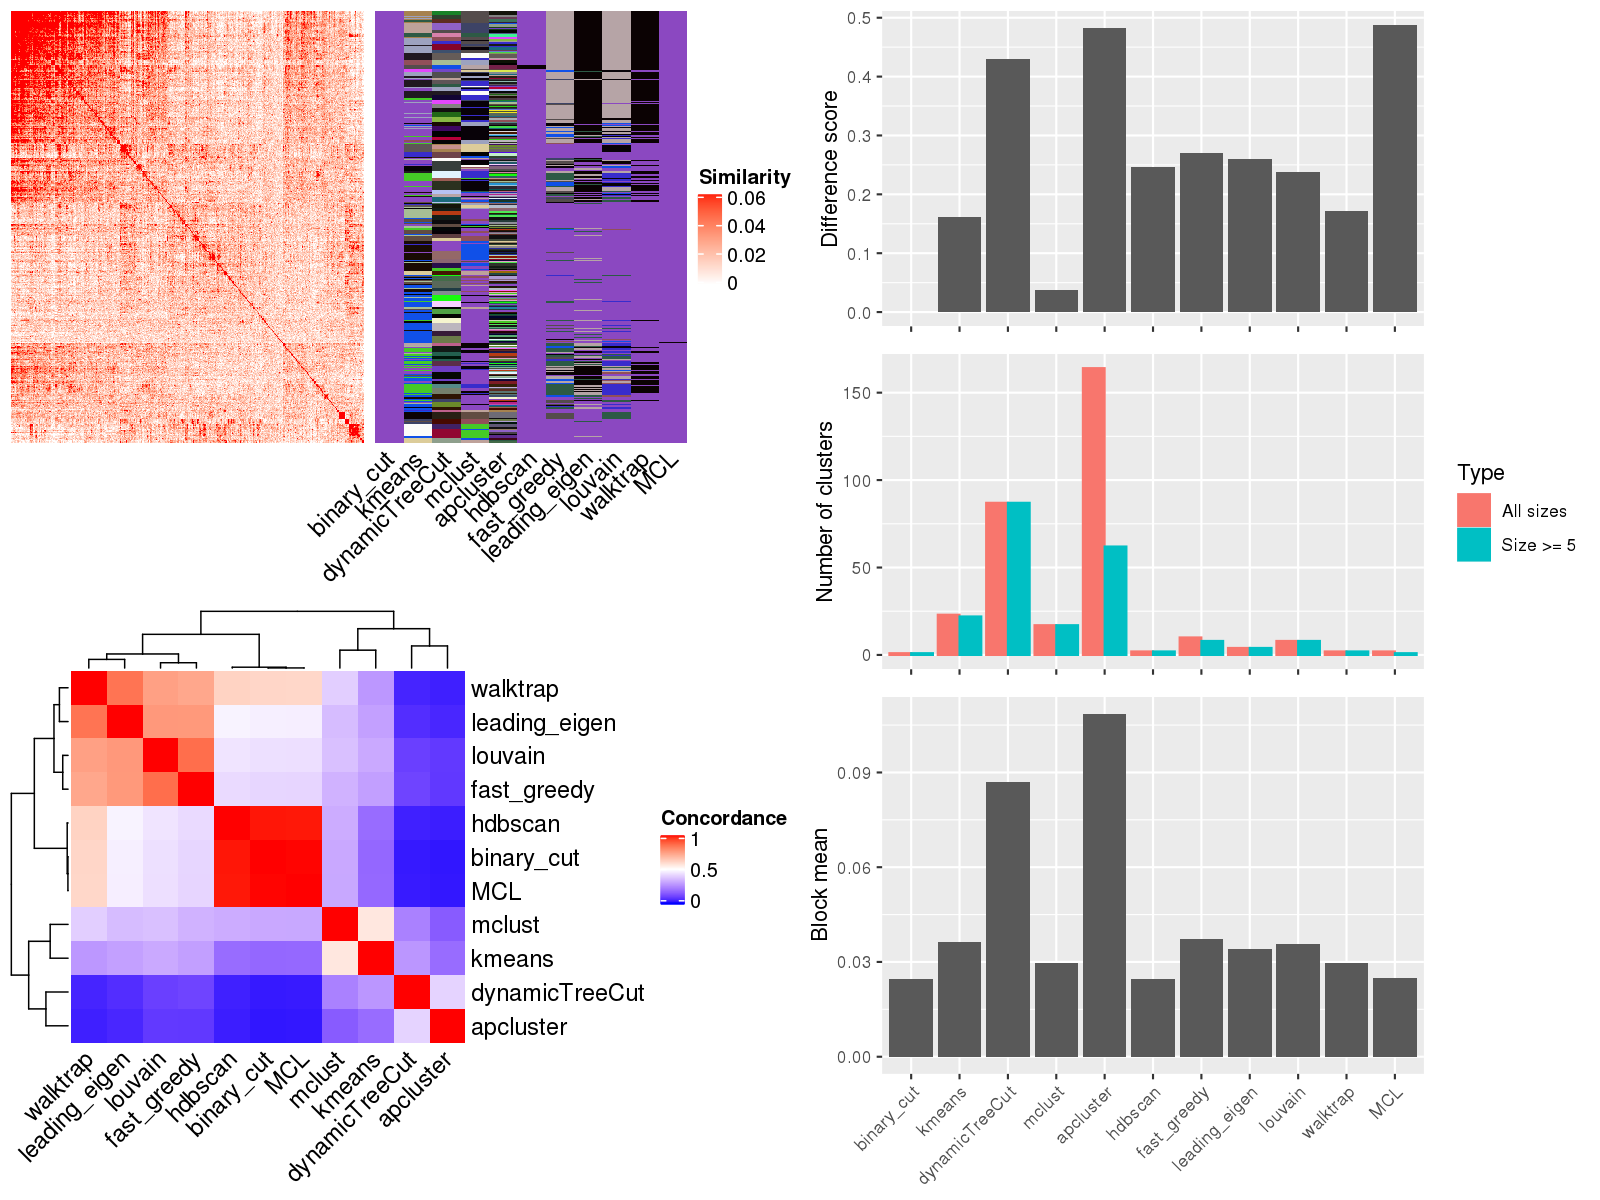 Similarity
0.06
0.04
0.02
0
binary_cut
kmeans
dynamicTreeCut
mclust
apcluster
hdbscan
fast_greedy
leading_eigen
louvain
walktrap
MCL
walktrap
leading_eigen
louvain
fast_greedy
hdbscan
binary_cut
MCL
mclust
kmeans
dynamicTreeCut
apcluster
Concordance
1
0.5
0
walktrap
leading_eigen
louvain
fast_greedy
hdbscan
binary_cut
MCL
mclust
kmeans
dynamicTreeCut
apcluster
Difference score
0.5
0.4
0.3
0.2
0.1
0.0
Number of clusters
150
100
50
0
Type
All sizes
Size >= 5
Block mean
0.09
0.06
0.03
0.00
binary_cut
kmeans
dynamicTreeCut
mclust
apcluster
hdbscan
fast_greedy
leading_eigen
louvain
walktrap
MCL